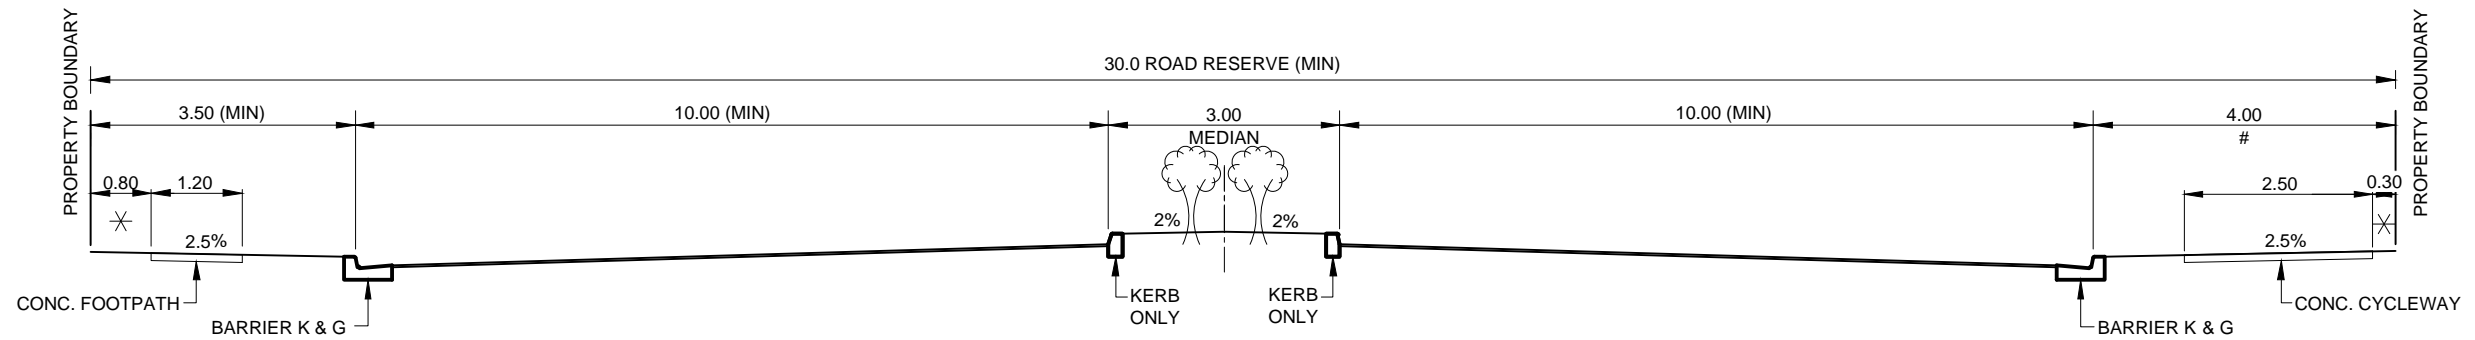 PROPERTY BOUNDARY
30.0 ROAD RESERVE (MIN)
PROPERTY BOUNDARY
3.50 (MIN)
10.00 (MIN)
3.00
MEDIAN
10.00 (MIN)
4.00
#
0.80
1.20
2.50
0.30
2%
2%
2.5%
2.5%
CONC. FOOTPATH
BARRIER K & G
KERB
ONLY
KERB
ONLY
CONC. CYCLEWAY
BARRIER K & G